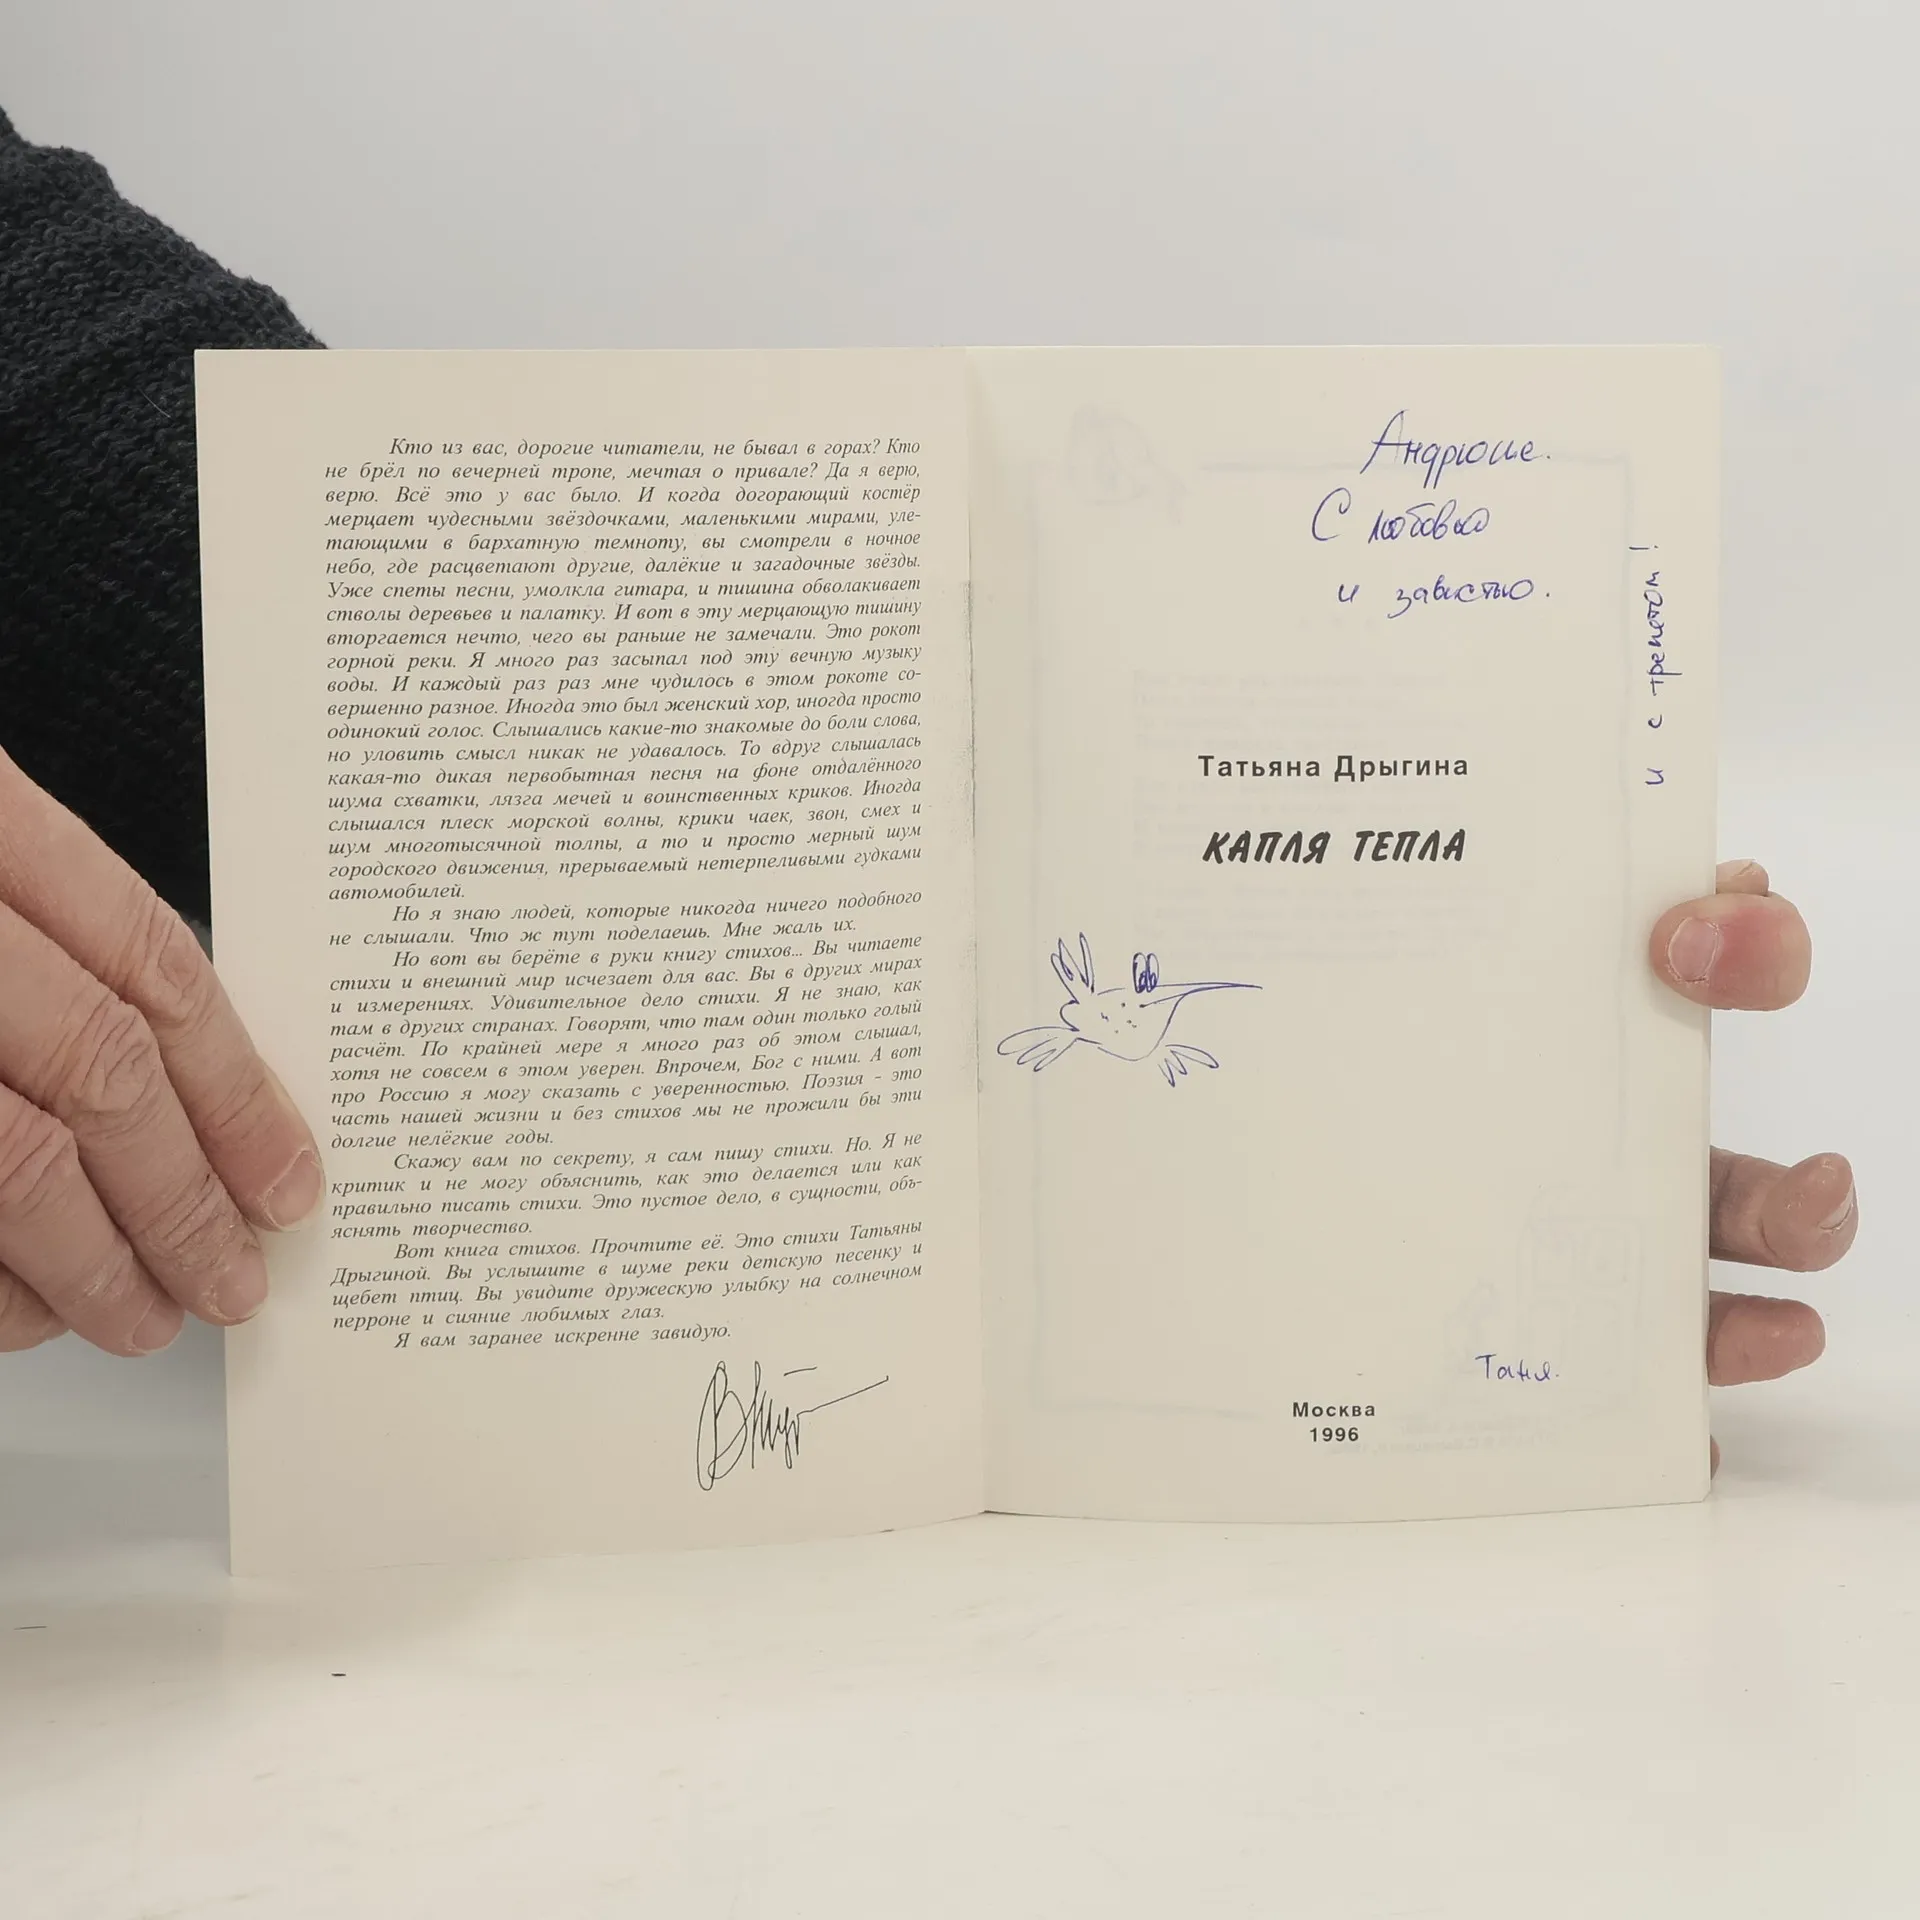 Кто из вас, дорогие читатели, не бывал в горах? Кто
не брёл по вечерней тропе, мечтая о привале? Да я верю,
верю. Всё это у вас было. И когда догорающий костёр
мерцает чудесными звёздочками, маленькими мирами, уле-
тающими в бархатную темноту, вы смотрели в ночное
небо, где расцветают другие, далёкие и загадочные звёзды.
Уже спеты песни, умолкла гитара, и тишина обволакивает
стволы деревьев и палатку. И вот в эту мерцающую тишину
вторгается нечто, чего вы раньше не замечали. Это рокот
горной реки. Я много раз засыпал под эту вечную музыку
воды. И каждый раз раз мне чудилось в этом рокоте со-
вершенно разное. Иногда это был женский хор, иногда просто
одинокий голос. Слышались какие-то знакомые до боли слова,
но уловить смысл никак не удавалось. То вдруг слышалась
какая-то дикая первобытная песня на фоне отдалённого
шума схватки, лязга мечей и воинственных криков. Иногда
слышался плеск морской волны, крики чаек, звон, смех и
шум многотысячной толпы, а то и просто мерный шум
городского движения, прерываемый нетерпеливыми гудками
автомобилей.
Но я знаю людей, которые никогда ничего подобного
не слышали. Что ж тут поделаешь. Мне жаль их.
Но вот вы берёте в руки книгу стихов... Вы читаете
стихи и внешний мир исчезает для вас. Вы в других мирах
и измерениях. Удивительное дело стихи. Я не знаю, как
там в других странах. Говорят, что там один только голый
расчёт. По крайней мере я много раз об этом слышал,
хотя не совсем в этом уверен. Впрочем, Бог с ними. А вот
про Россию я могу сказать с уверенностью. Поэзия - это
часть нашей жизни и без стихов мы не прожили бы эти
долгие нелёгкие годы.
Скажу вам по секрету, я сам пишу стихи. Но. Я не
критик и не могу объяснить, как это делается или как
правильно писать стихи. Это пустое дело, в сущности, объ-
яснять творчество.
Вот книга стихов. Прочтите её. Это стихи Татьяны
Дрыгиной. Вы услышите в шуме реки детскую песенку и
щебет птиц. Вы увидите дружескую улыбку на солнечном
перроне и сияние любимых глаз.
Я вам заранее искренне завидую.
Андрюше.
С любовью
и завистью.
и с трепетом!
Татьяна Дрыгина
КАПЛЯ ТЕПЛА
Таня.
Москва
1996